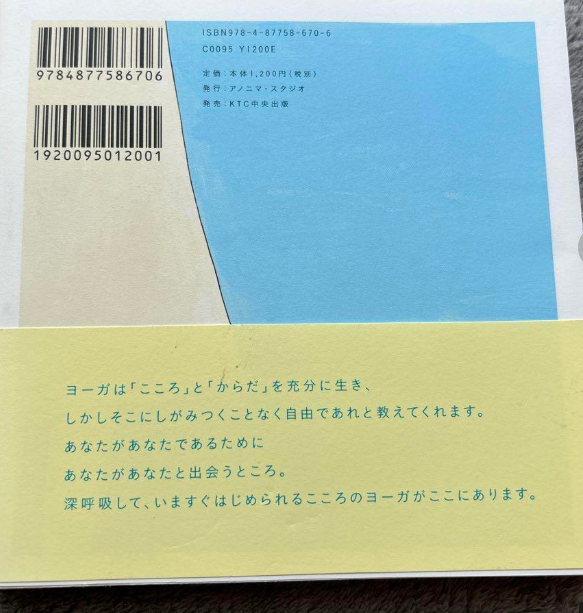 ISBN978-4-87758-670-6
C0095 ¥1200E
9784877586706
定価：本体1,200円（税別）
発行：アノニマ・スタジオ
発売：KTC中央出版
1920095012001
ヨーガは「こころ」と「からだ」を充分に生き、
しかしそこにしがみつくことなく自由であれと教えてくれます。
あなたがあなたであるために
あなたがあなたと出会うところ。
深呼吸して、いますぐはじめられるこころのヨーガがここにあります。